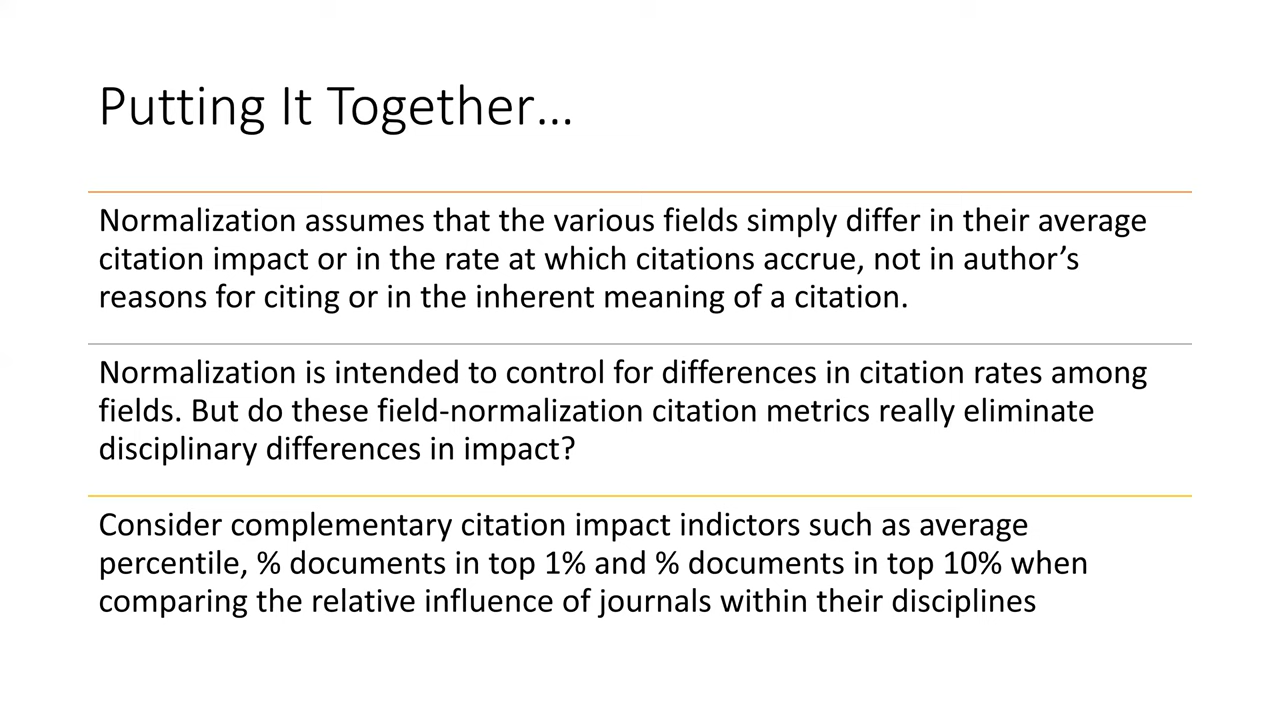 Putting It Together...
Normalization assumes that the various fields simply differ in their average
citation impact or in the rate at which citations accrue, not in author’s
reasons for citing or in the inherent meaning of a citation.
Normalization is intended to control for differences in citation rates among
fields. But do these field-normalization citation metrics really eliminate
disciplinary differences in impact?
Consider complementary citation impact indictors such as average
percentile, % documents in top 1% and % documents in top 10% when
comparing the relative influence of journals within their disciplines